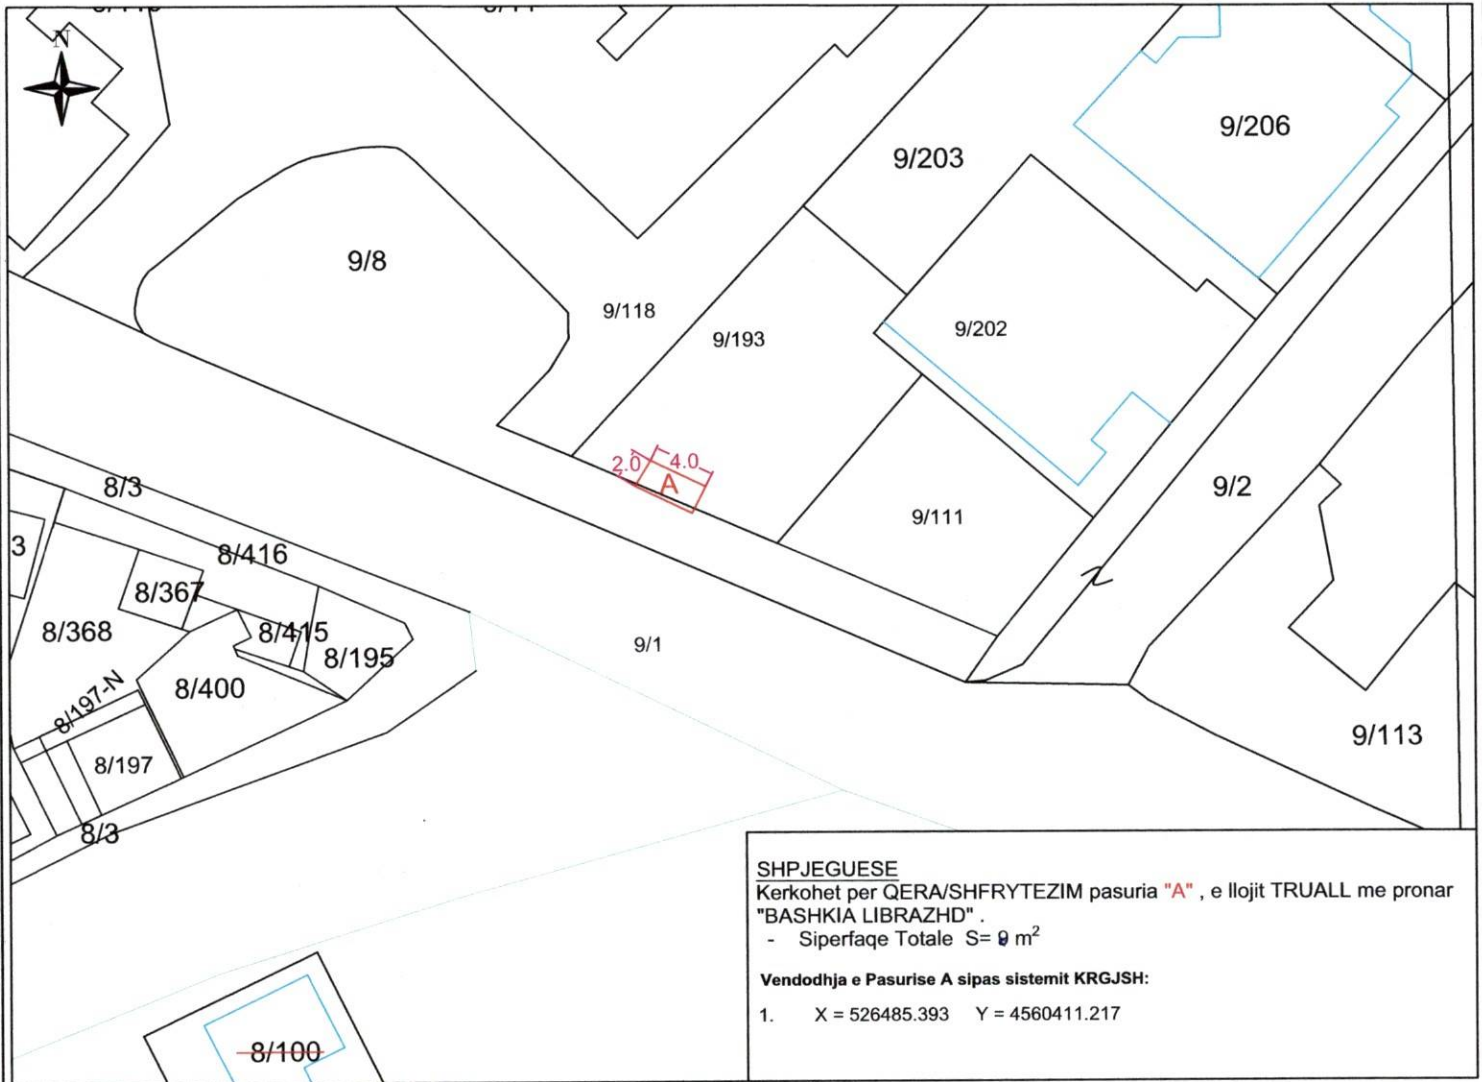 N
9/206
9/203
9/8
9/118
9/193
9/202
2.0
4.0
A
8/3
9/2
9/111
3
8/416
8/367
8/368
8/415
9/1
8/195
8/400
8/197-N
9/113
8/197
8/3
8/100
SHPJEGUESE
Kerkohet per QERA/SHFRYTEZIM pasuria "A" , e llojit TRUALL me pronar
"BASHKIA LIBRAZHD" .
- Siperfaqe Totale S= m²
Vendodhja e Pasurise A sipas sistemit KRGJSH:
1. X = 526485.393 Y = 4560411.217